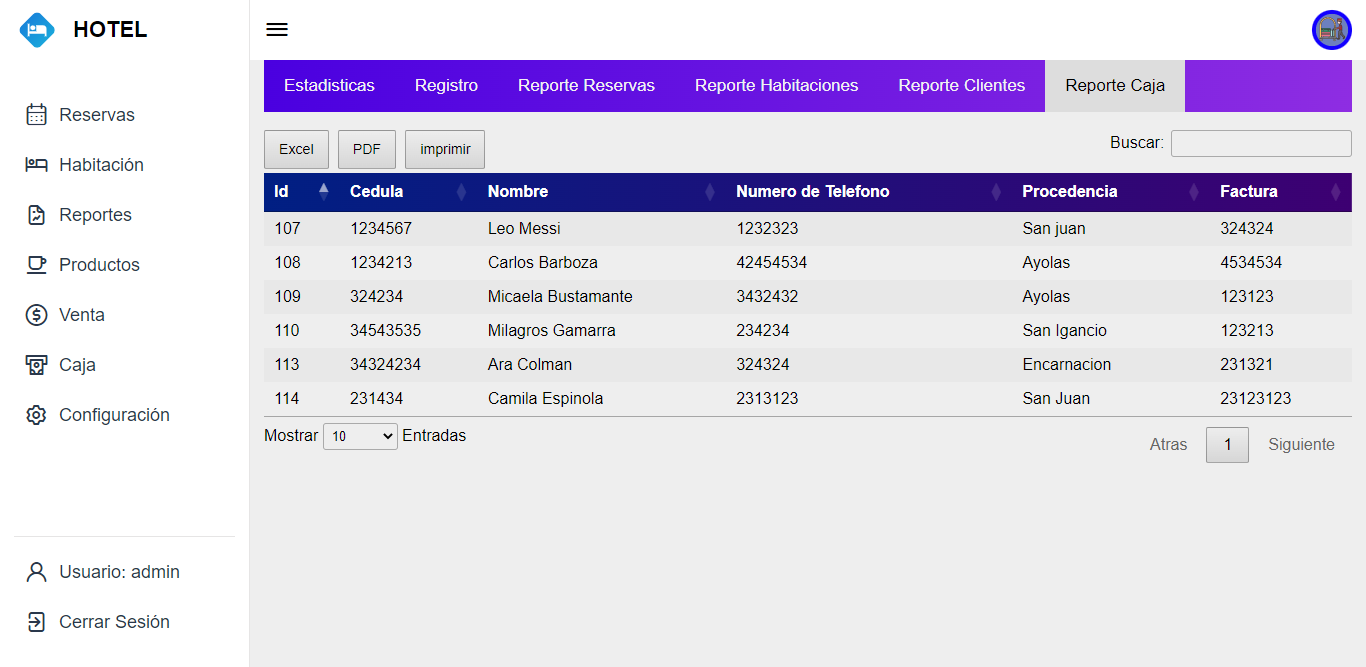 HOTEL
Reservas
Habitación
Reportes
Productos
Venta
Caja
Configuración
Usuario: admin
Cerrar Sesión
Estadisticas Registro Reporte Reservas Reporte Habitaciones Reporte Clientes Reporte Caja
Excel PDF imprimir Buscar:
Id Cedula Nombre Numero de Telefono Procedencia Factura
107 1234567 Leo Messi 1232323 San juan 324324
108 1234213 Carlos Barboza 42454534 Ayolas 4534534
109 324234 Micaela Bustamante 3432432 Ayolas 123123
110 34543535 Milagros Gamarra 234234 San Igancio 123213
113 34324234 Ara Colman 324324 Encarnacion 231321
114 231434 Camila Espinola 2313123 San Juan 23123123
Mostrar 10 Entradas Atras 1 Siguiente